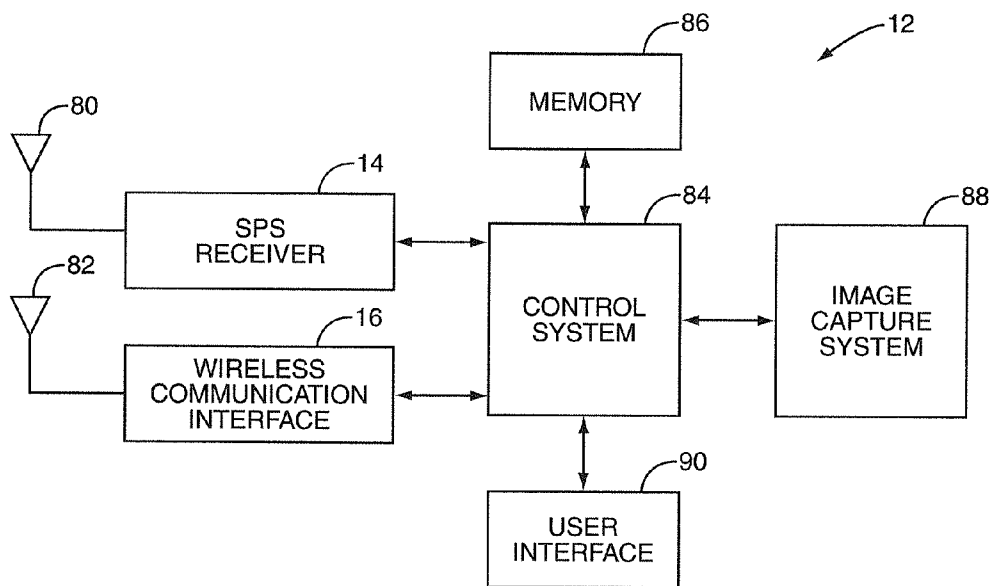 86
12
MEMORY
80
14
84
88
SPS
RECEIVER
82
CONTROL
SYSTEM
IMAGE
CAPTURE
SYSTEM
16
WIRELESS
COMMUNICATION
INTERFACE
90
USER
INTERFACE